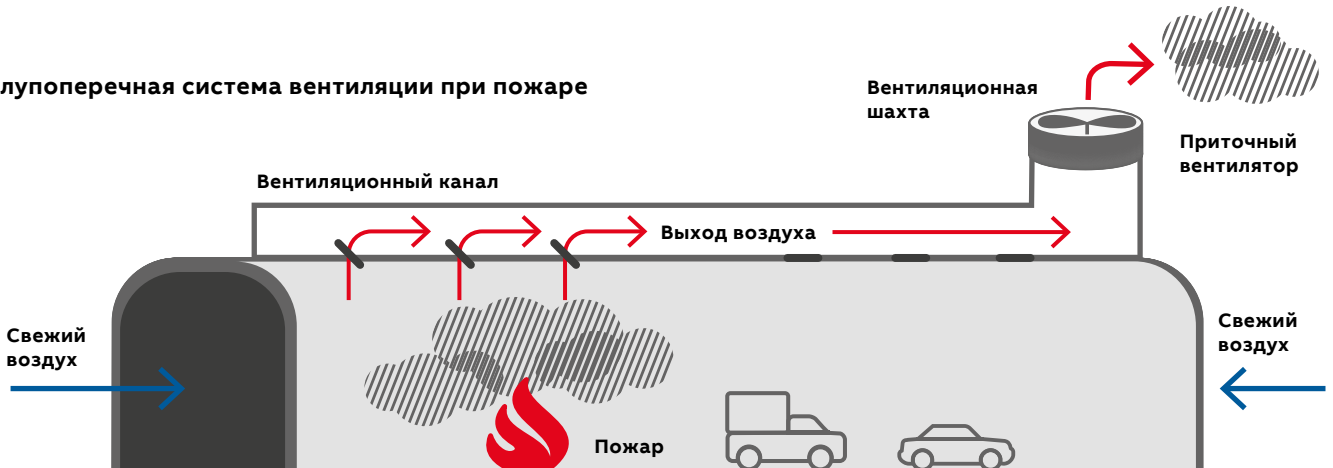 лупоперечная система вентиляции при пожаре
Вентиляционная
шахта
Приточный
вентилятор
Вентиляционный канал
Выход воздуха
Свежий
воздух
Свежий
воздух
Пожар